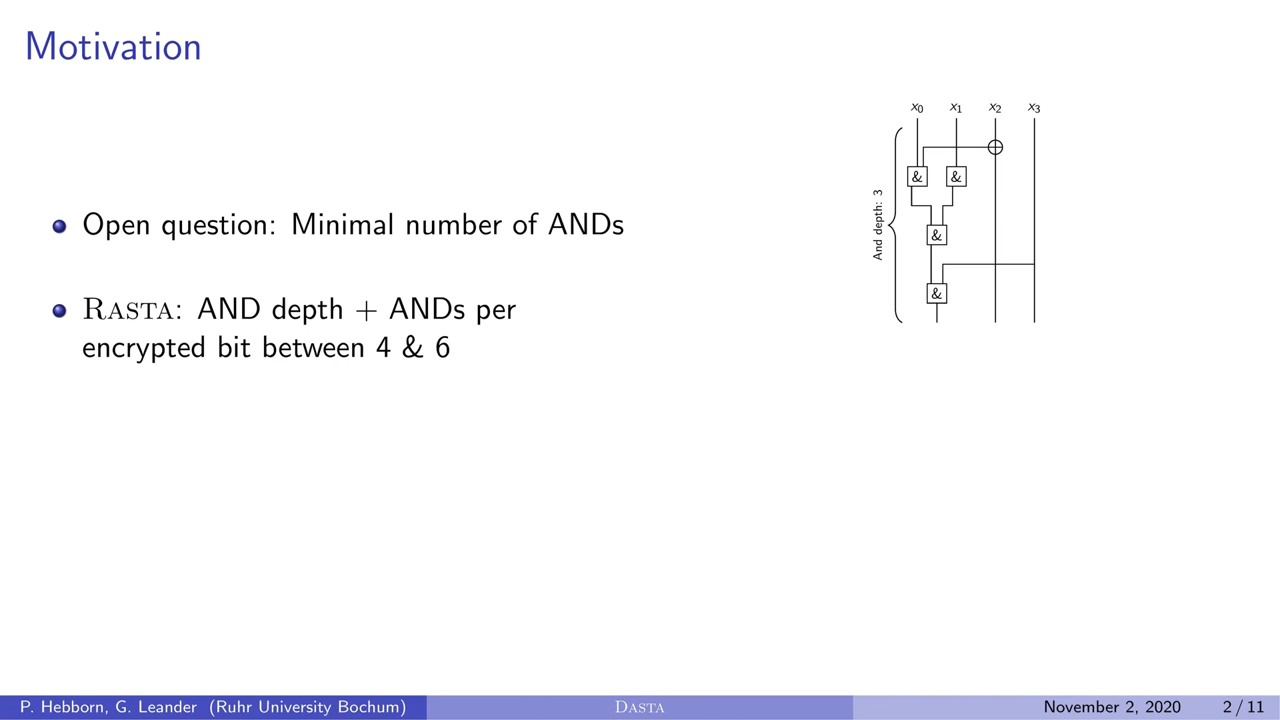 Motivation
x0 x1 x2 x3
And depth: 3
& &
&
&
Open question: Minimal number of ANDs
Rasta: AND depth + ANDs per
encrypted bit between 4 & 6
P. Hebborn, G. Leander (Ruhr University Bochum)
Dasta
November 2, 2020
2 / 11